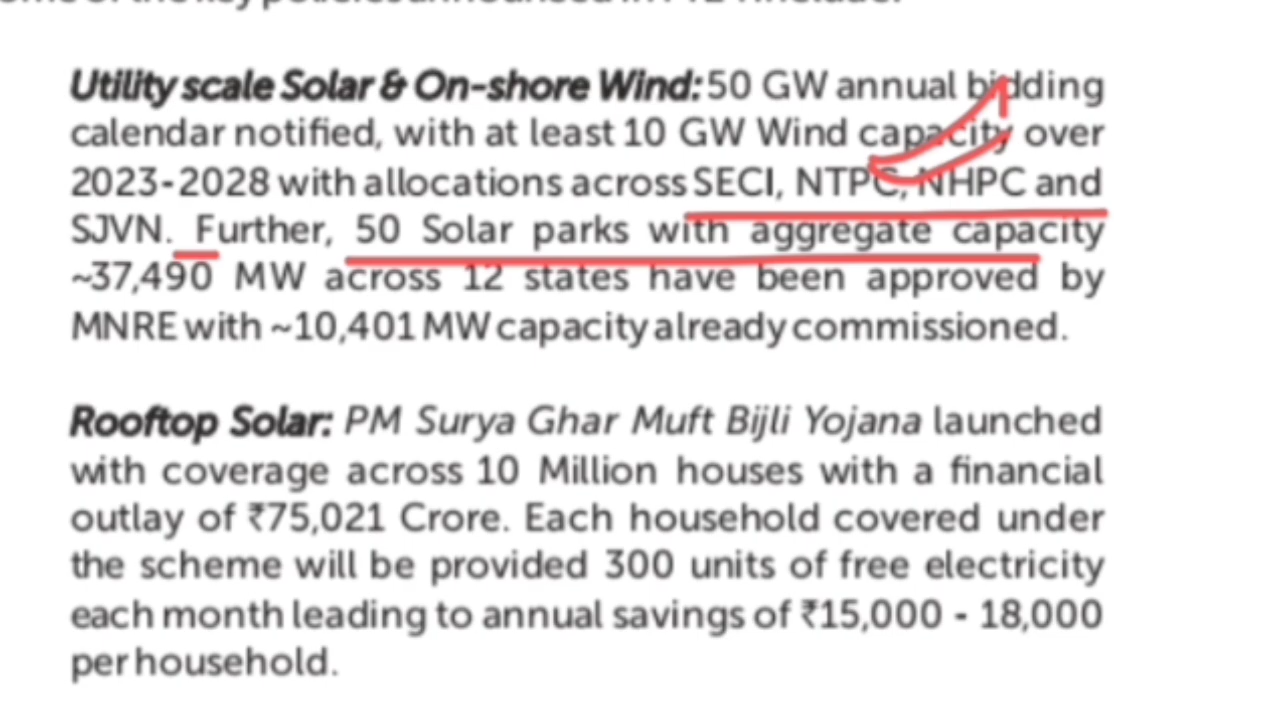 Utility scale Solar & On-shore Wind: 50 GW annual bidding
calendar notified, with at least 10 GW Wind capacity over
2023-2028 with allocations across SECI, NTPC, NHPC and
SJVN. Further, 50 Solar parks with aggregate capacity
~37,490 MW across 12 states have been approved by
MNRE with ~10,401 MW capacity already commissioned.
Rooftop Solar: PM Surya Ghar Muft Bijli Yojana launched
with coverage across 10 Million houses with a financial
outlay of ₹75,021 Crore. Each household covered under
the scheme will be provided 300 units of free electricity
each month leading to annual savings of ₹15,000 - 18,000
per household.